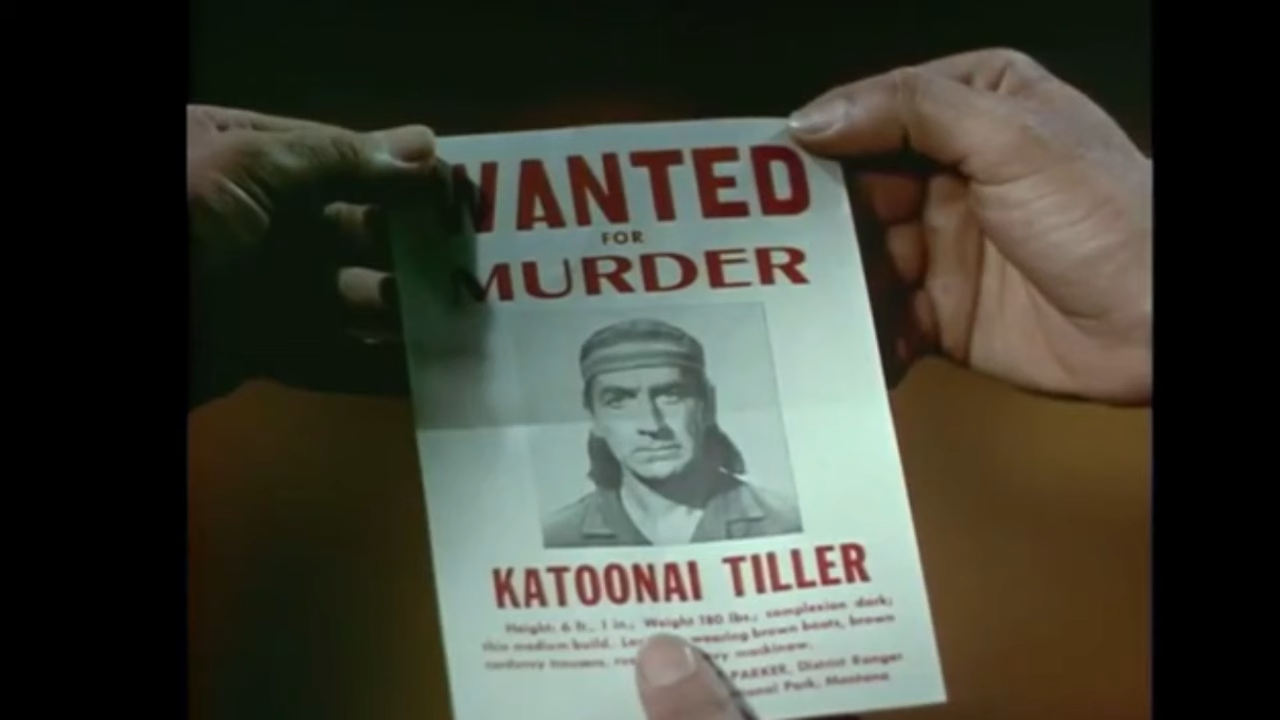 WANTED
FOR
MURDER
KATOONAI TILLER
Height: 6 ft., 1 in.; Weight 180 lbs.; complexion dark;
thin medium build. wearing brown boots, brown
corduroy trousers, mackinaw.
PARKER, District Ranger
Park, Montana